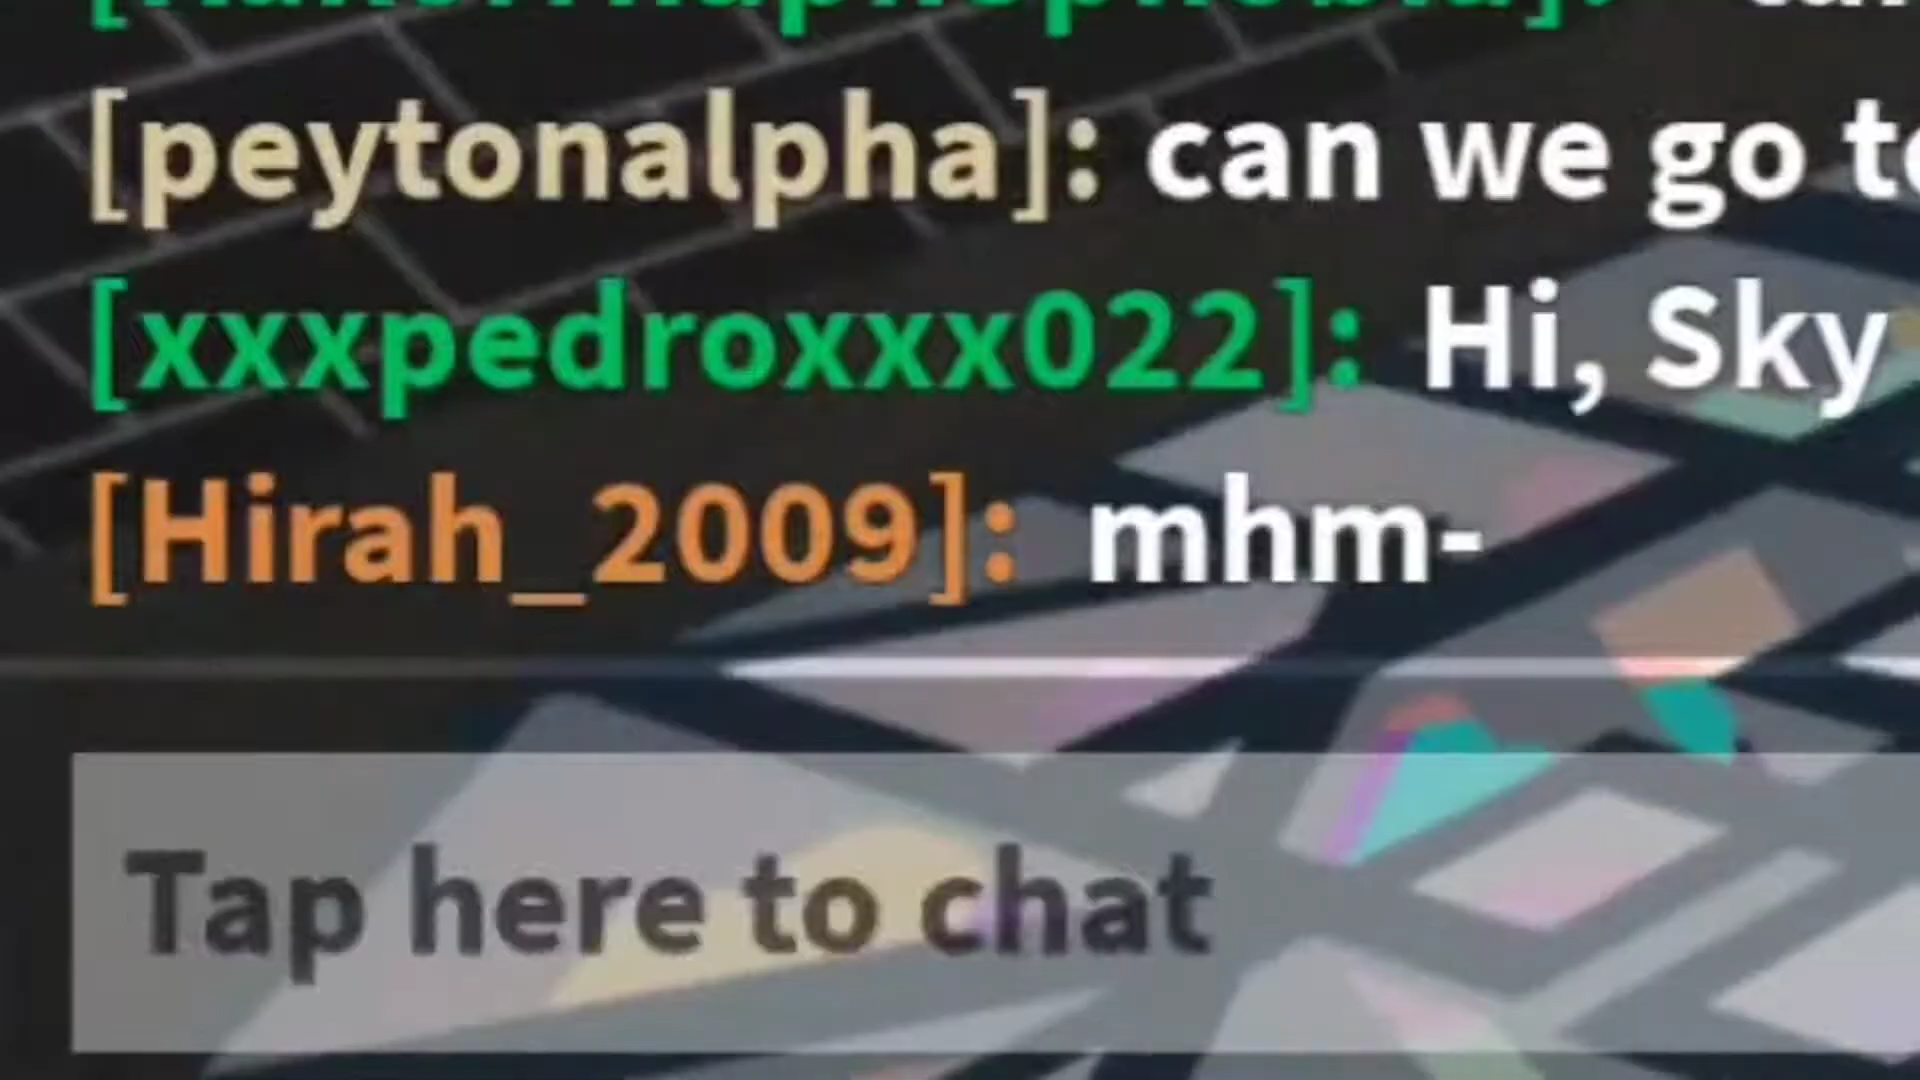 [peytonalpha]: can we go
[xxxpedroxxx022]: Hi, Sky
[Hirah_2009]: mhm-
Tap here to chat